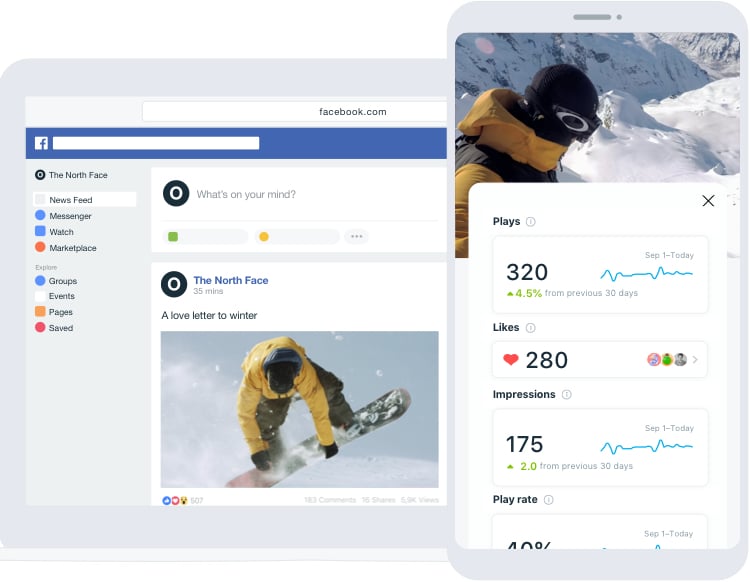 facebook.com
The North Face
News Feed
Messenger
Watch
Marketplace
Explore
Groups
Events
Pages
Saved
What's on your mind?
The North Face
35 mins
A love letter to winter
507
183 Comments 16 Shares 6,9K Views
Plays
Sep 1–Today
320
4.5% from previous 30 days
Likes
280
Impressions
Sep 1–Today
175
2.0 from previous 30 days
Play rate
Sep 1–Today
40%